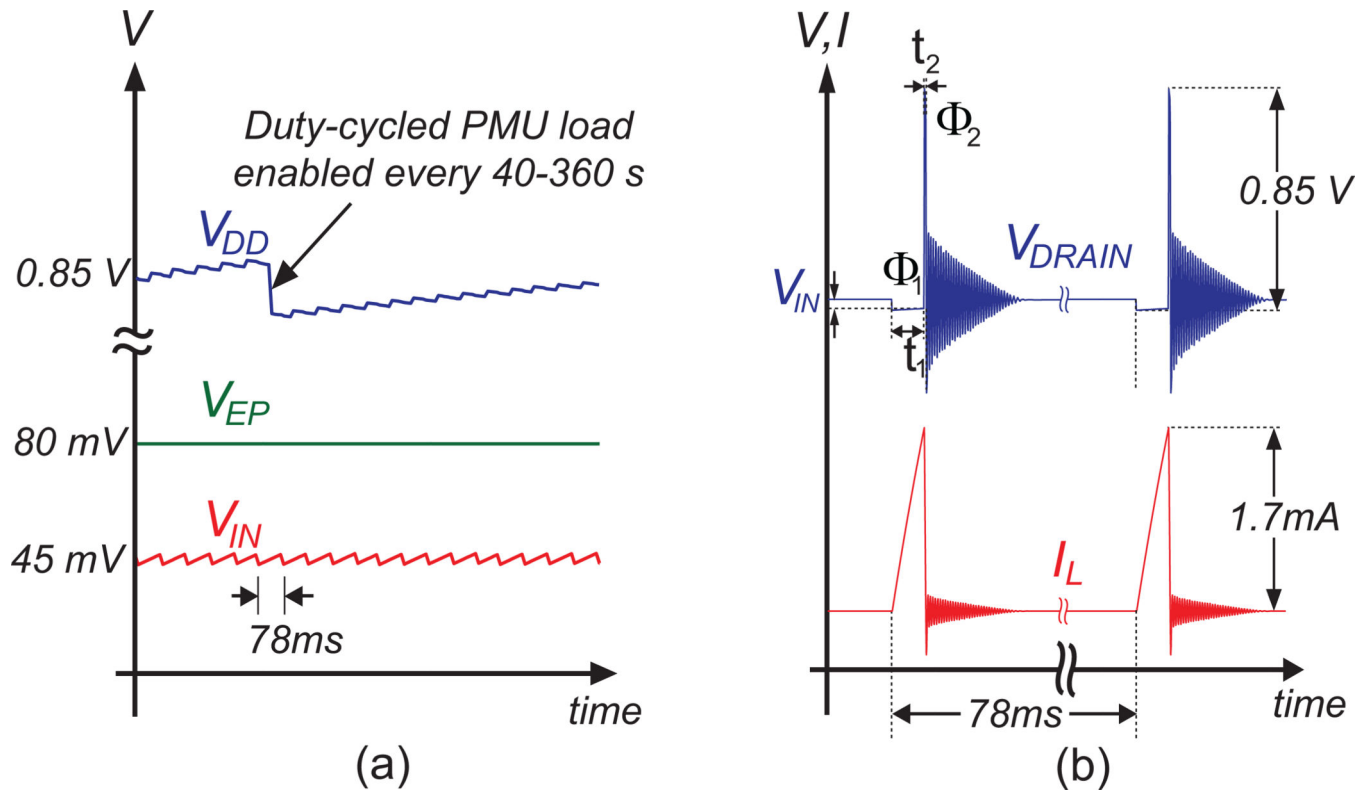 V
Duty-cycled PMU load
enabled every 40-360 s
V_DD
0.85 V
V_EP
80 mV
V_IN
45 mV
78ms
time
(a)
V,I
t_2
Φ_2
0.85 V
V_DRAIN
Φ_1
V_IN
t_1
1.7mA
I_L
78ms
time
(b)